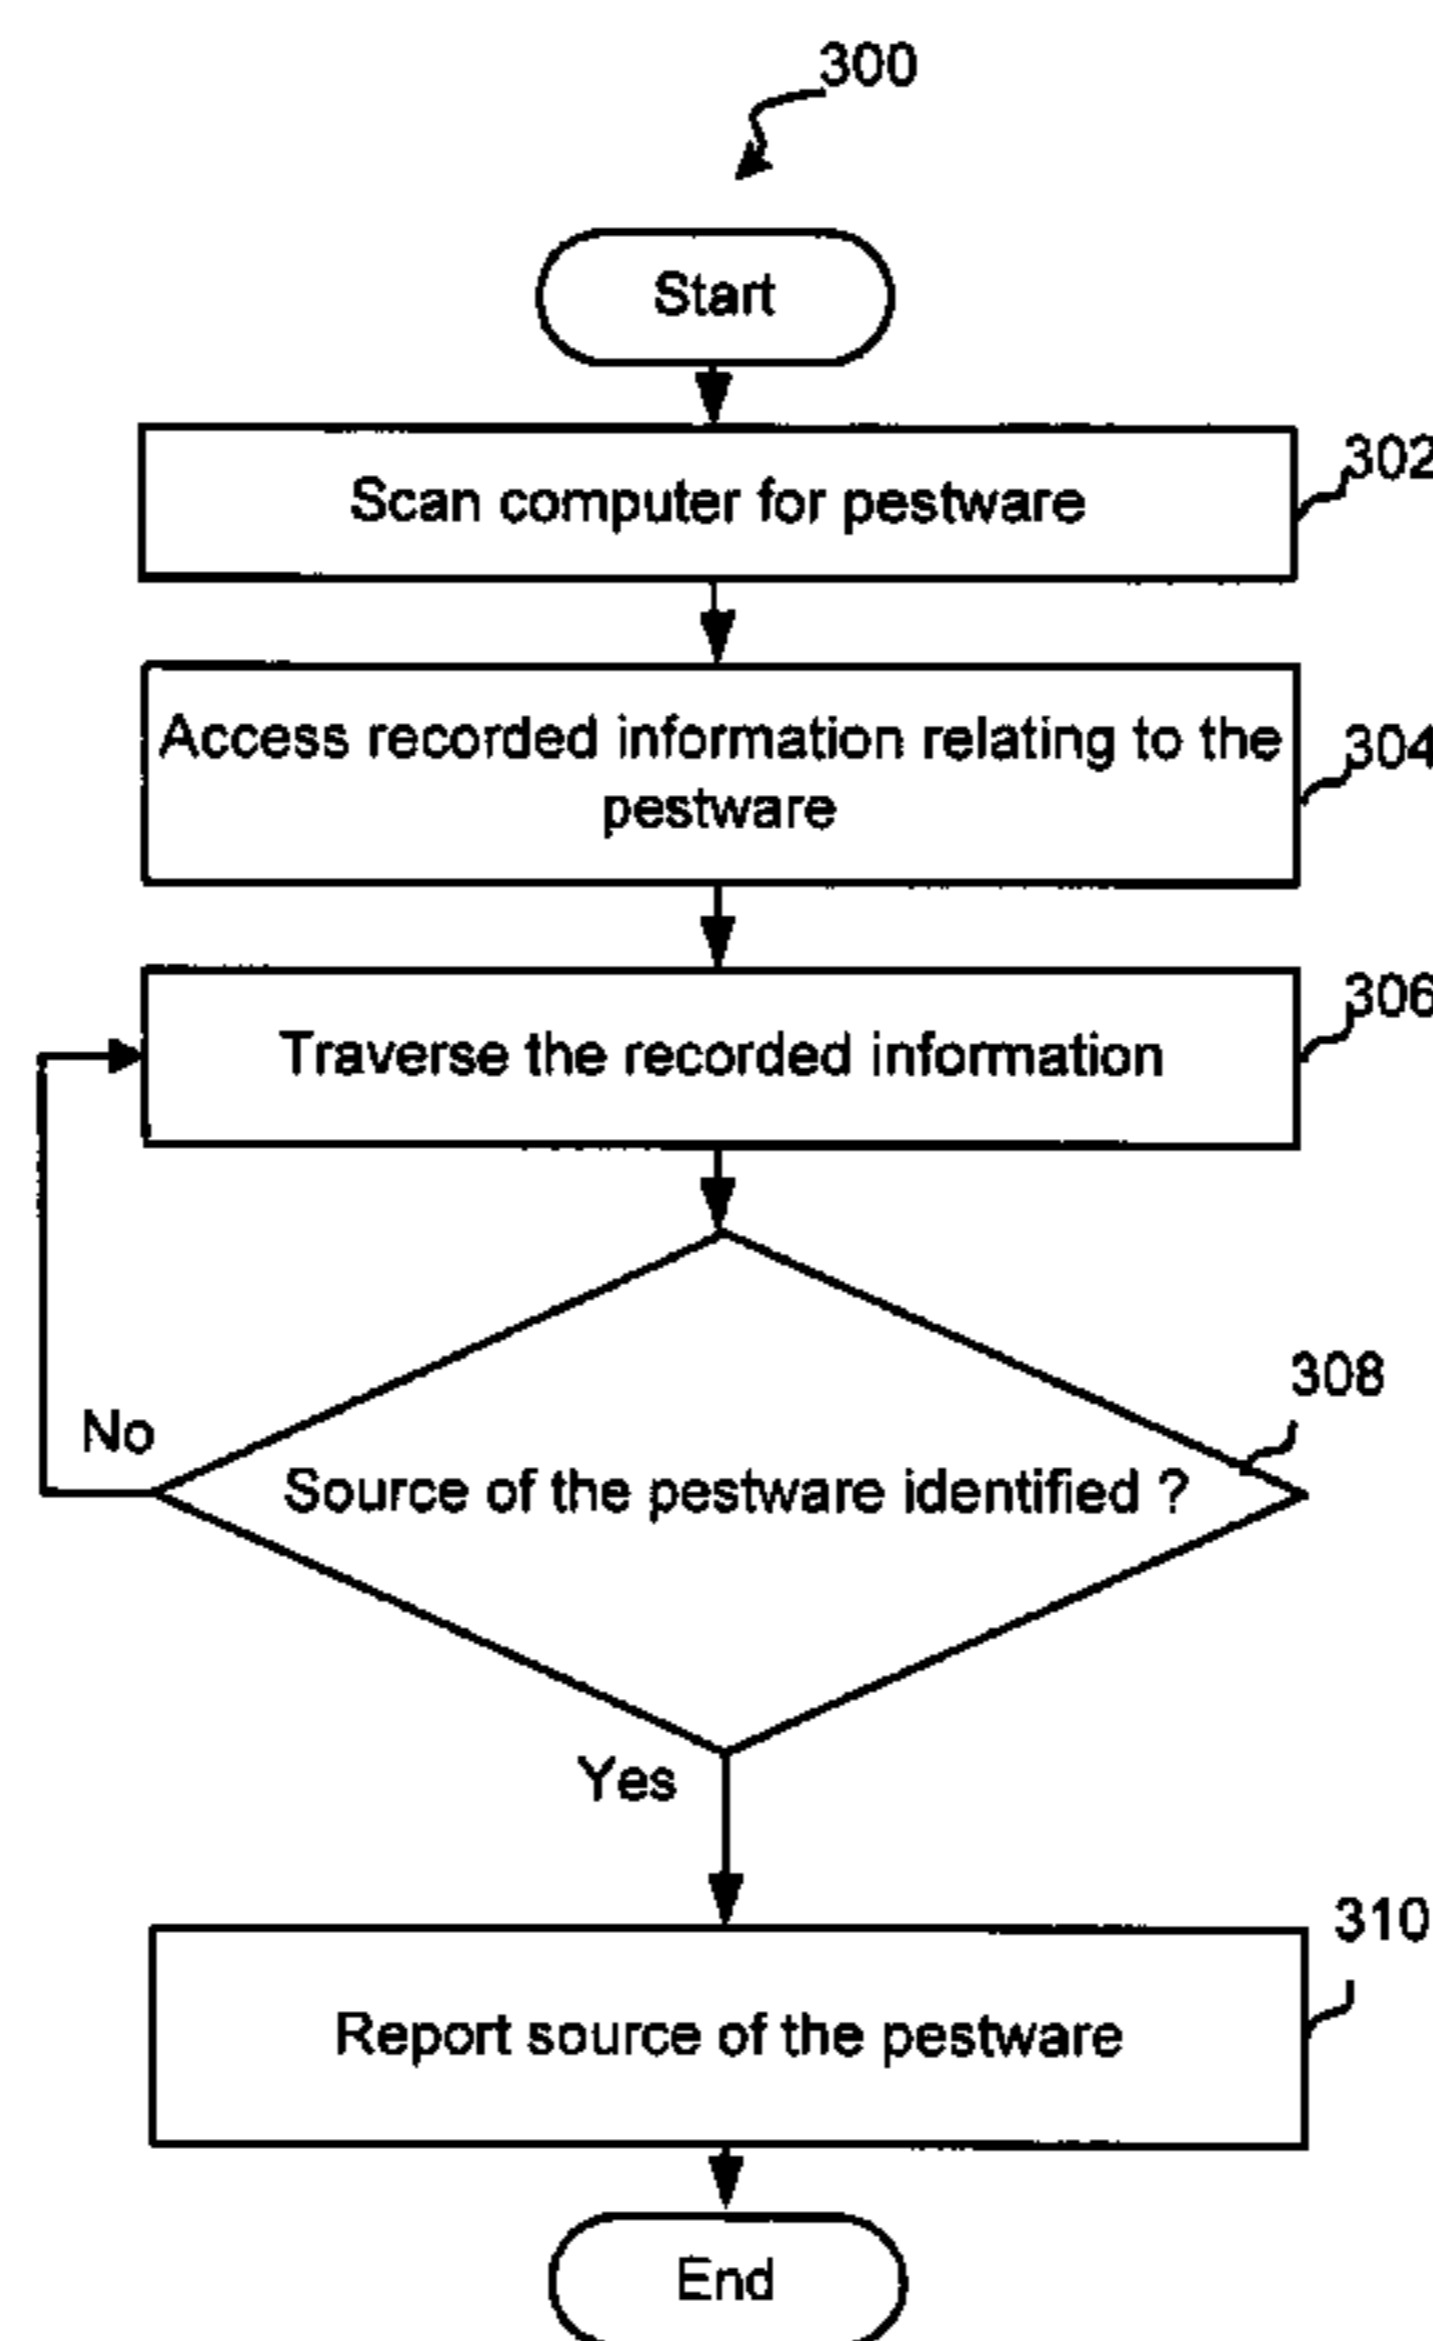 300
Start
Scan computer for pestware
302
Access recorded information relating to the
pestware
304
Traverse the recorded information
306
Source of the pestware identified ?
308
No
Yes
Report source of the pestware
310
End